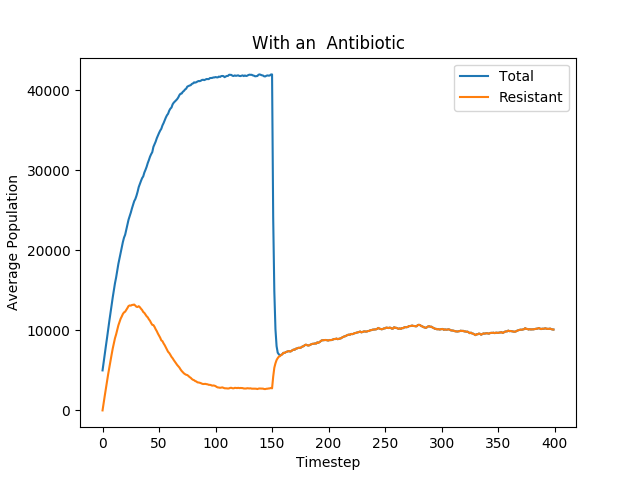 With an  Antibiotic
Total
Resistant
Average Population
40000
30000
20000
10000
0
0 50 100 150 200 250 300 350 400
Timestep